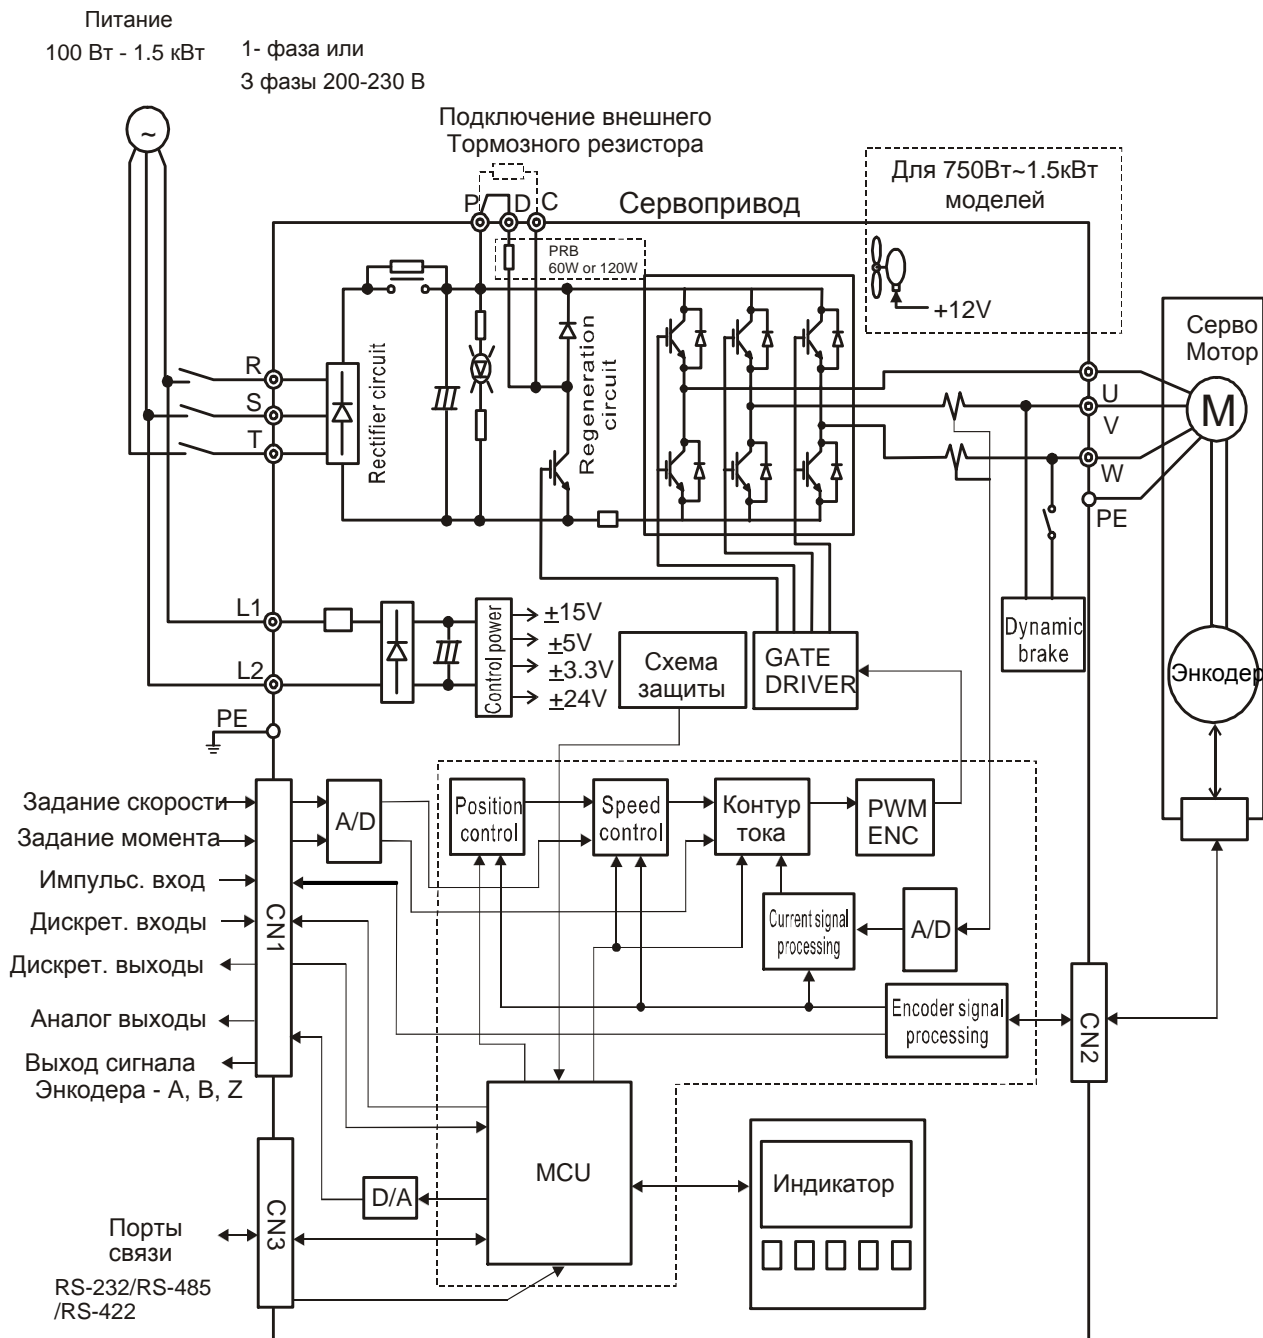 Питание
100 Вт - 1.5 кВт
1- фаза или
3 фазы 200-230 В
~
Подключение внешнего
Тормозного резистора
P
D
C
Сервопривод
Для 750Вт~1.5кВт
моделей
+12V
PRB
60W or 120W
Серво
Мотор
R
S
T
Rectifier circuit
Regeneration
circuit
U
V
W
PE
M
L1
L2
PE
Control power
±15V
±5V
±3.3V
±24V
Схема
защиты
GATE
DRIVER
Dynamic
brake
Энкодер
Задание скорости
Задание момента
Импульс. вход
Дискрет. входы
Дискрет. выходы
Аналог выходы
Выход сигнала
Энкодера - A, B, Z
CN1
A/D
Position
control
Speed
control
Контур
тока
PWM
ENC
Current signal
processing
A/D
Encoder signal
processing
CN2
MCU
D/A
Индикатор
CN3
Порты
связи
RS-232/RS-485
/RS-422